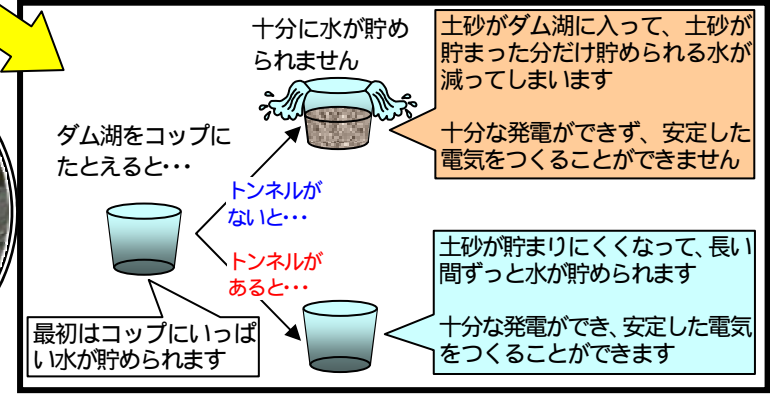 ダム湖をコップに
たとえると・・・
最初はコップにいっぱ
い水が貯められます
トンネルが
ないと・・・
十分に水が貯め
られません
土砂がダム湖に入って、土砂が
貯まった分だけ貯められる水が
減ってしまいます
十分な発電ができず、安定した
電気をつくることができません
トンネルが
あると・・・
土砂が貯まりにくくなって、長い
間ずっと水が貯められます
十分な発電ができ、安定した電気
をつくることができます